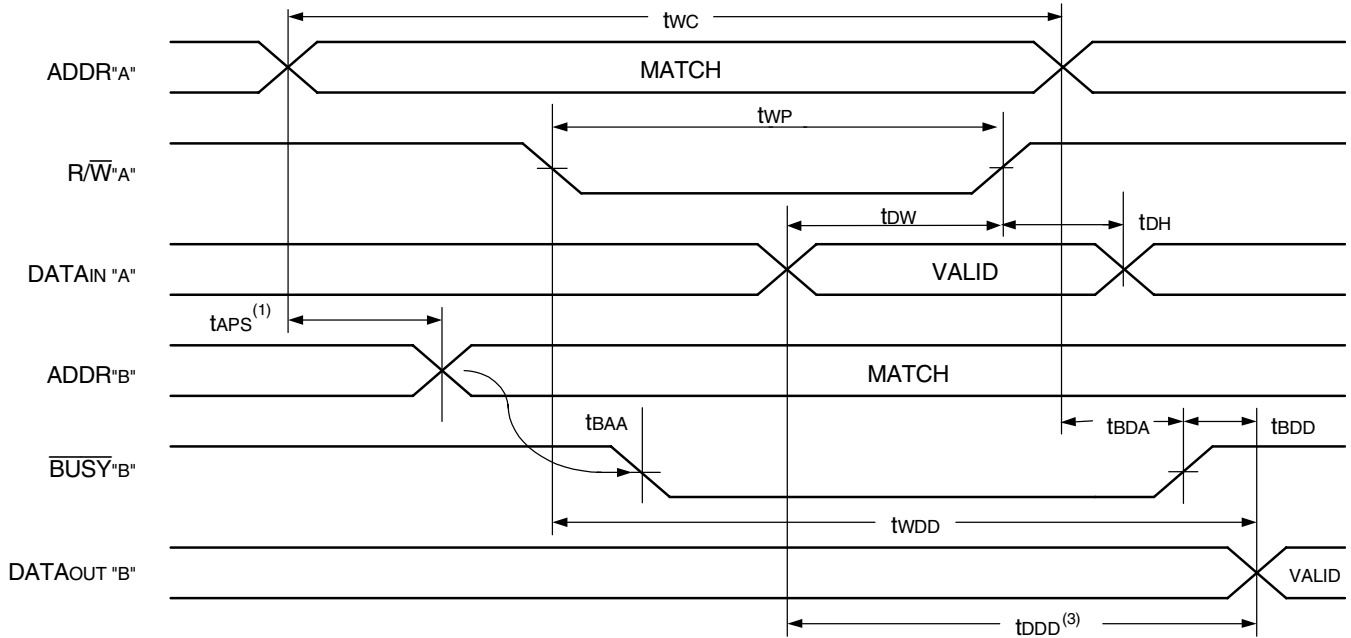 tWC
ADDR"A"
MATCH
tWP
R/W"A"
tDW
tDH
DATAIN "A"
VALID
tAPS(1)
ADDR"B"
MATCH
tBAA
tBDA
tBDD
BUSY"B"
tWDD
DATAOUT "B"
VALID
tDDD(3)